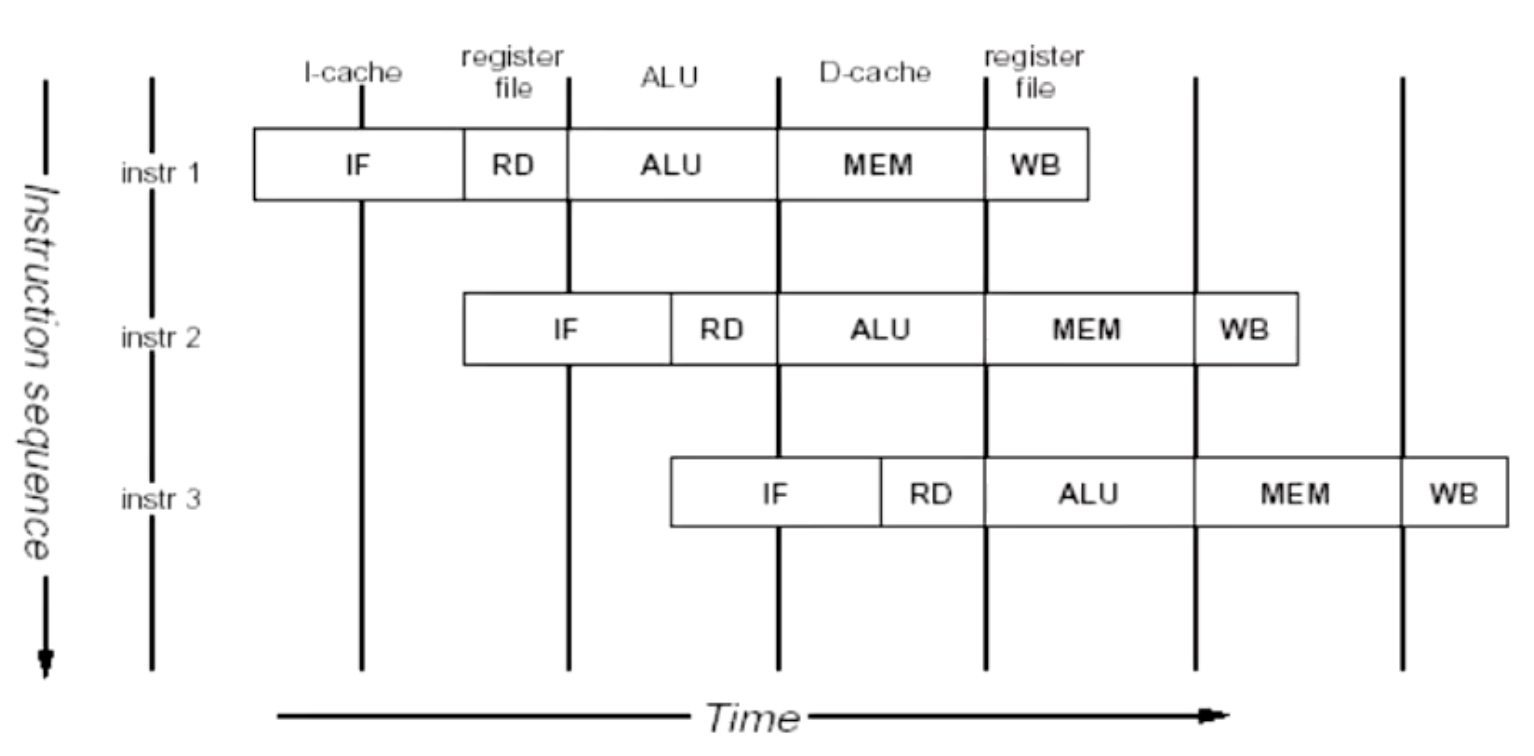 I-cache
register
file
ALU
D-cache
register
file
instr 1
IF
RD
ALU
MEM
WB
instr 2
IF
RD
ALU
MEM
WB
instr 3
IF
RD
ALU
MEM
WB
Instruction sequence
Time